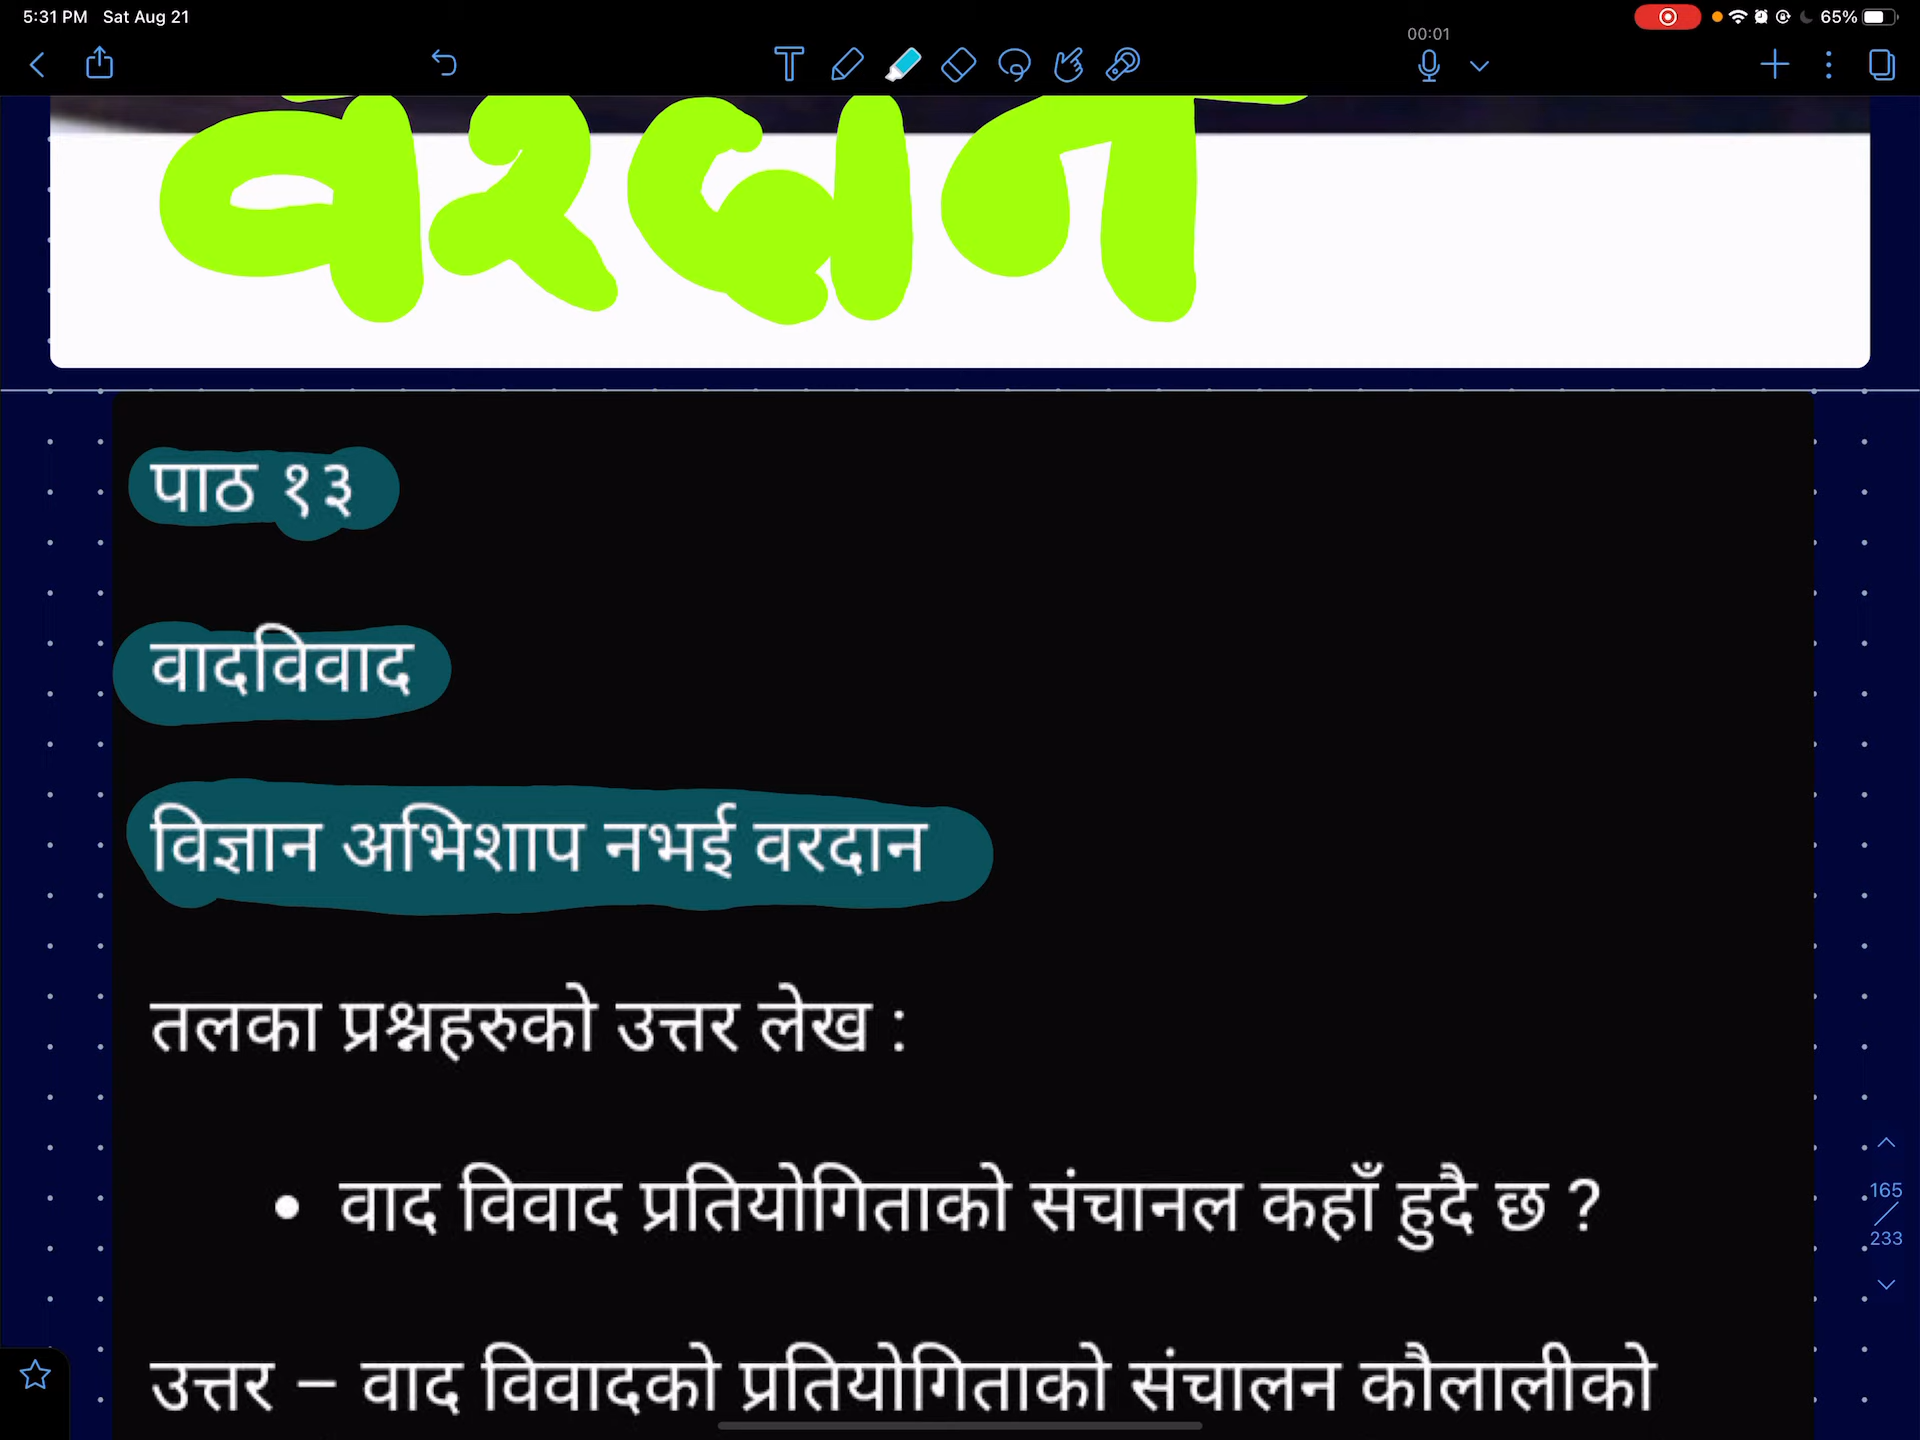 5:31 PM Sat Aug 21
65%
00:01
वरदान
पाठ १३
वादविवाद
विज्ञान अभिशाप नभई वरदान
तलका प्रश्नहरुको उत्तर लेख :
• वाद विवाद प्रतियोगिताको संचानल कहाँ हुदै छ ?
165
233
उत्तर – वाद विवादको प्रतियोगिताको संचालन कौलालीको